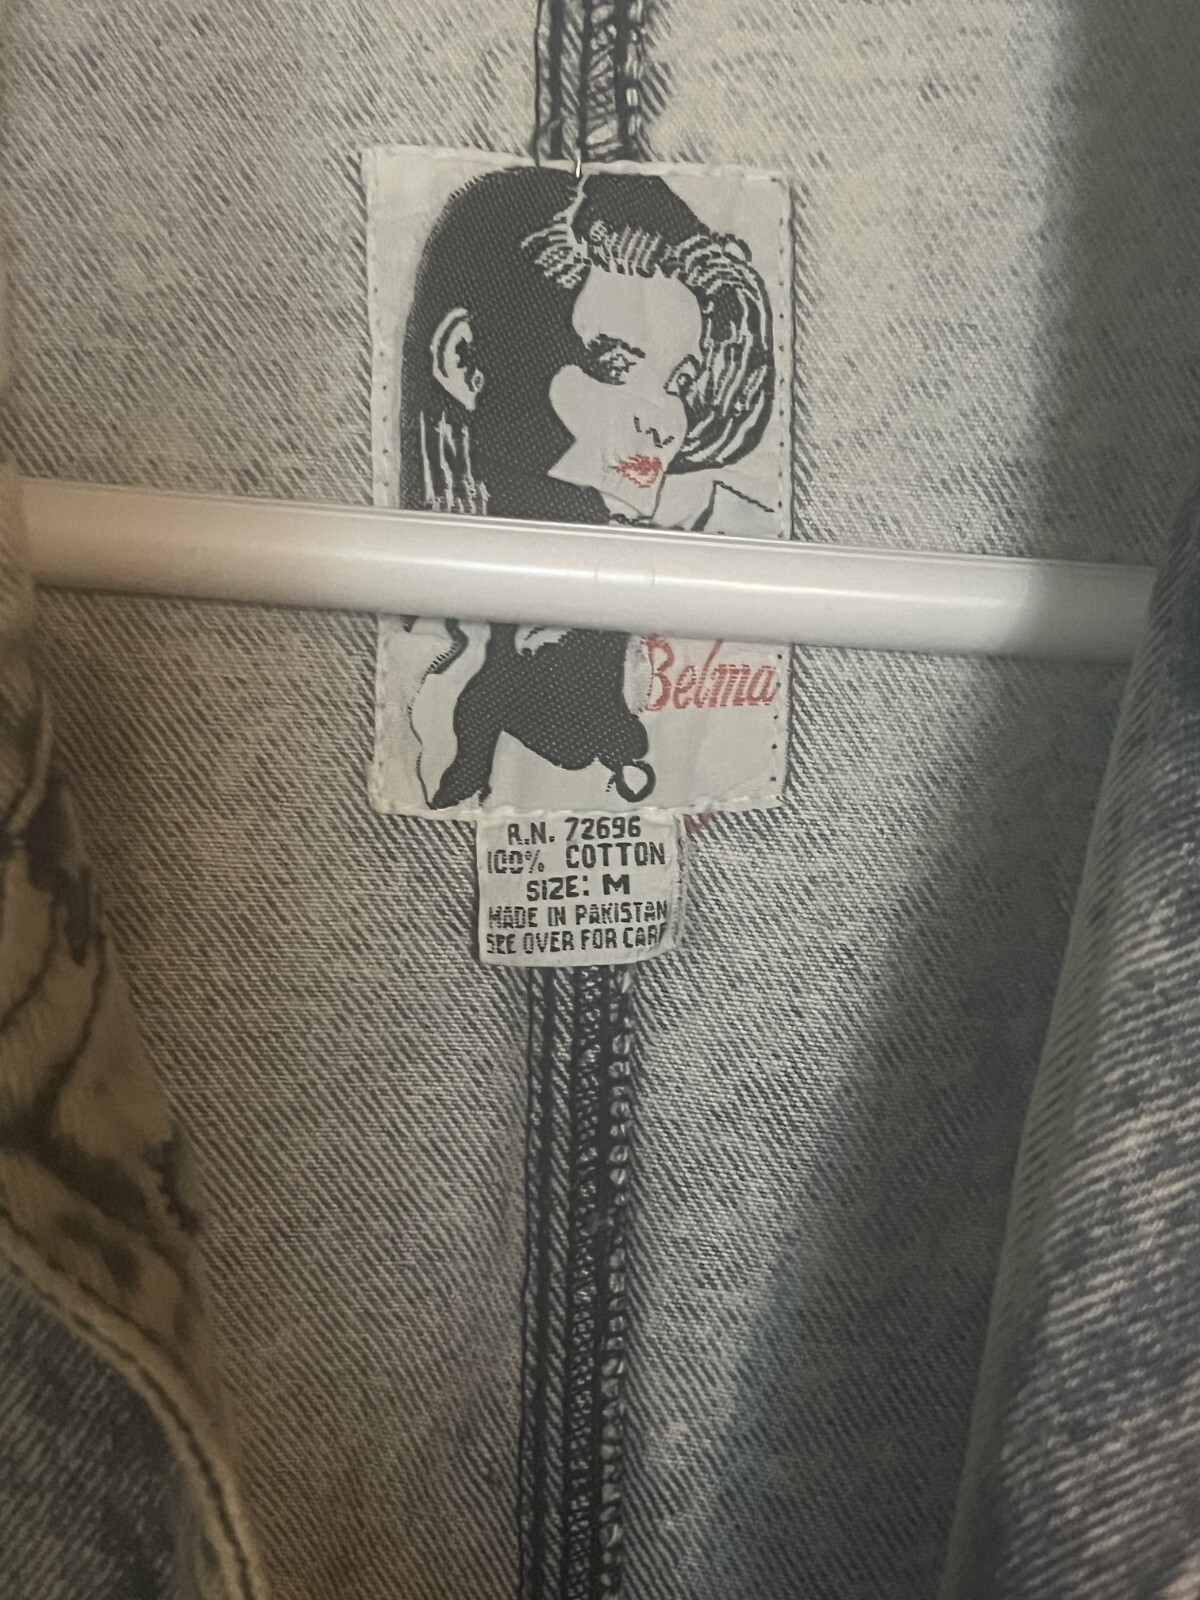 Belma
R.N. 72696
100% COTTON
SIZE: M
MADE IN PAKISTAN
SEE OVER FOR CARE